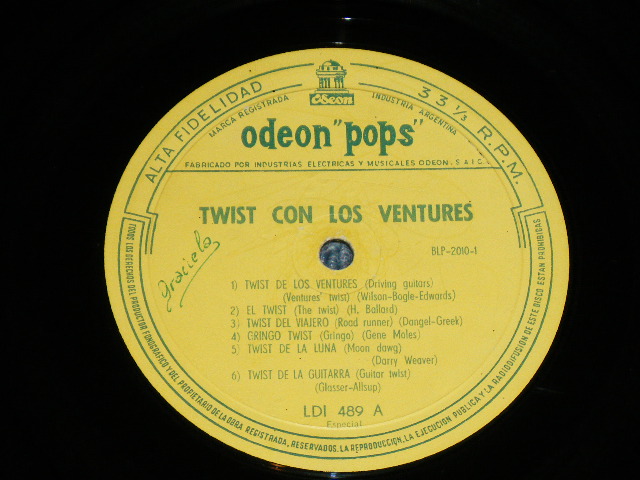 ALTA FIDELIDAD
MARCA REGISTRADA
Odeon
INDUSTRIA ARGENTINA
33 1/3 R.P.M.
odeon "pops"
FABRICADO POR INDUSTRIAS ELECTRICAS Y MUSICALES ODEON, S.A.I.C.
TWIST CON LOS VENTURES
Graciela
BLP-2010-1
1) TWIST DE LOS VENTURES (Driving guitars)
(Ventures' twist) (Wilson-Bogle-Edwards)
2) EL TWIST (The twist) (H. Ballard)
3) TWIST DEL VIAJERO (Road runner) (Dangel-Greek)
4) GRINGO TWIST (Gringo) (Gene Moles)
5) TWIST DE LA LUNA (Moon dawg)
(Darry Weaver)
6) TWIST DE LA GUITARRA (Guitar twist)
(Glasser-Allsup)
LDI 489 A
Especial
TODOS LOS DERECHOS DEL PRODUCTOR FONOGRAFICO Y DEL PROPIETARIO DE LA OBRA REGISTRADA, RESERVADOS. LA REPRODUCCION, LA EJECUCION PUBLICA Y LA RADIODIFUSION DE ESTE DISCO ESTAN PROHIBIDAS